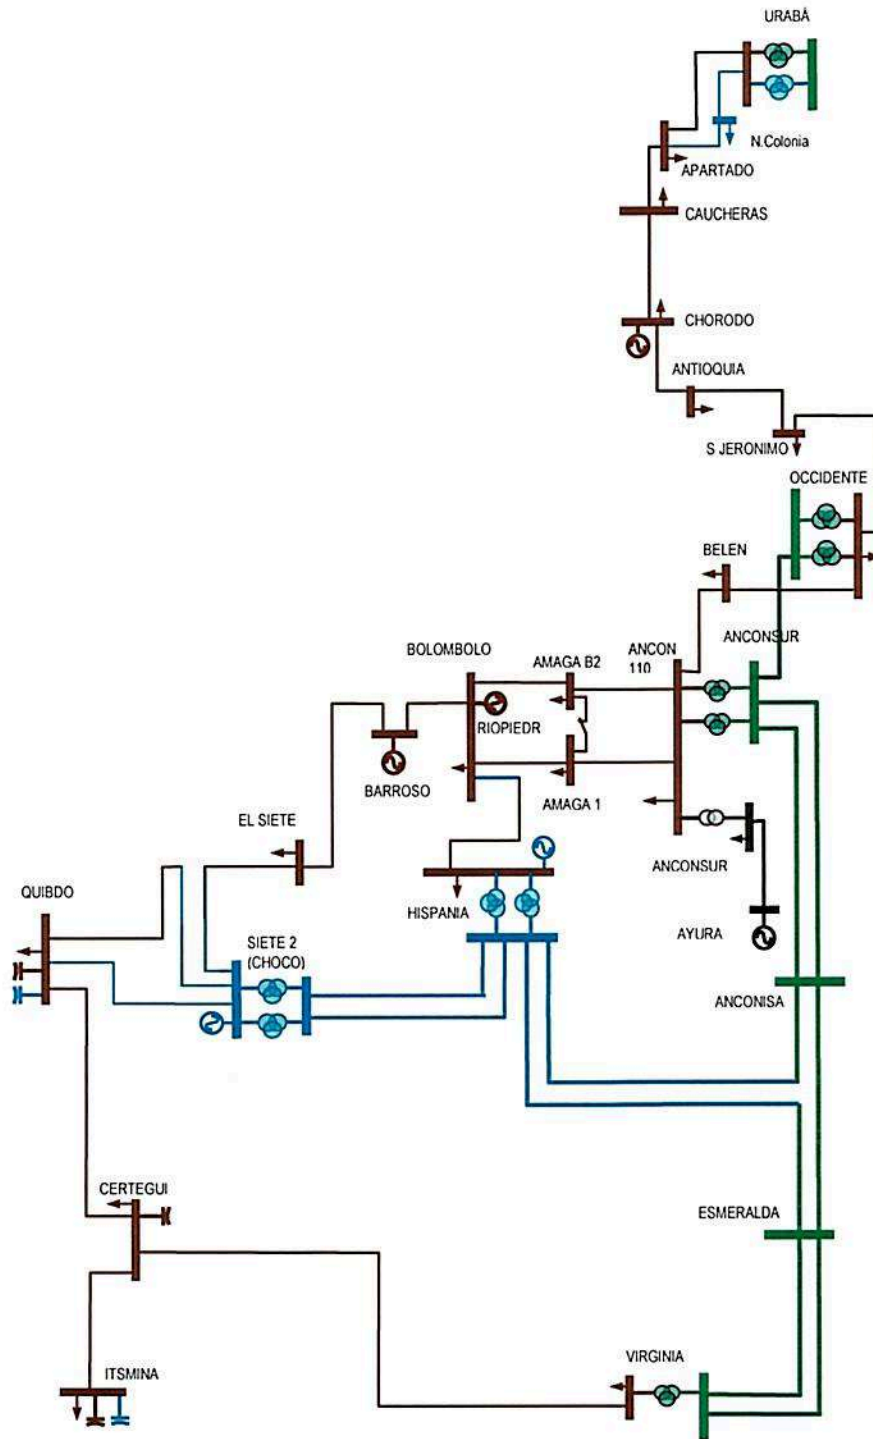 URABÁ
N.Colonia
APARTADO
CAUCHERAS
CHORODO
ANTIOQUIA
S JERONIMO
OCCIDENTE
BELEN
ANCONSUR
BOLOMBOLO
AMAGA B2
ANCON
110
RIOPIEDR
BARROSO
AMAGA 1
EL SIETE
ANCONSUR
QUIBDO
HISPANIA
SIETE 2
(CHOCO)
AYURA
ANCONISA
CERTEGUI
ESMERALDA
VIRGINIA
ITSMINA